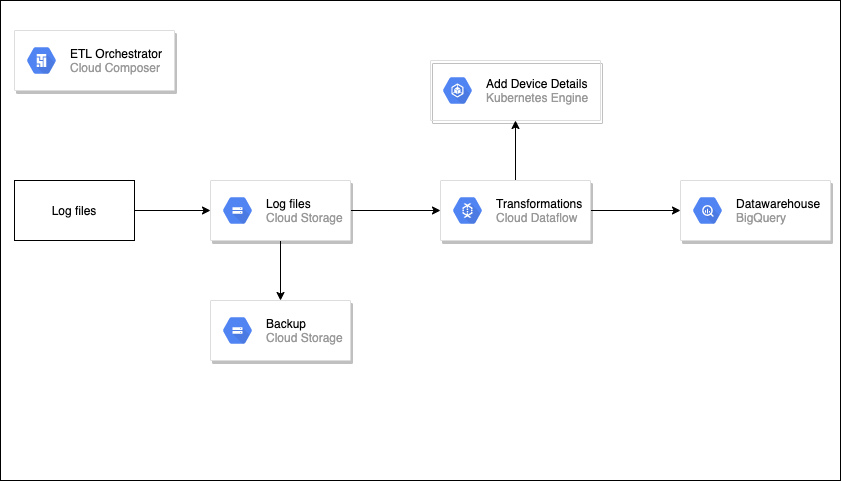 ETL Orchestrator
Cloud Composer
Add Device Details
Kubernetes Engine
Log files
Log files
Cloud Storage
Transformations
Cloud Dataflow
Datawarehouse
BigQuery
Backup
Cloud Storage